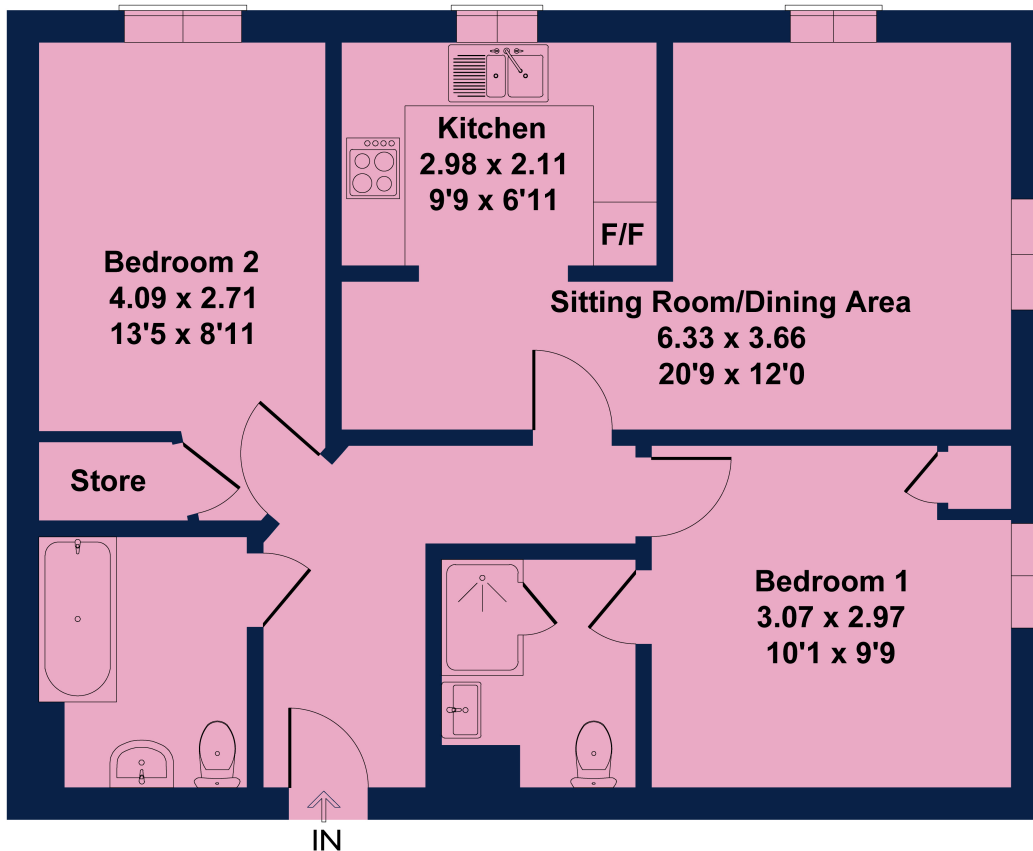 Kitchen
2.98 x 2.11
9'9 x 6'11
F/F
Bedroom 2
4.09 x 2.71
13'5 x 8'11
Sitting Room/Dining Area
6.33 x 3.66
20'9 x 12'0
Store
Bedroom 1
3.07 x 2.97
10'1 x 9'9
IN